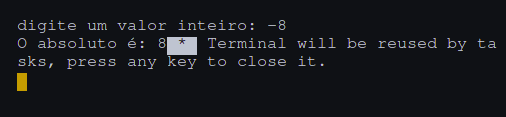 digite um valor inteiro: -8
O absoluto é: 8 * Terminal will be reused by ta
sks, press any key to close it.